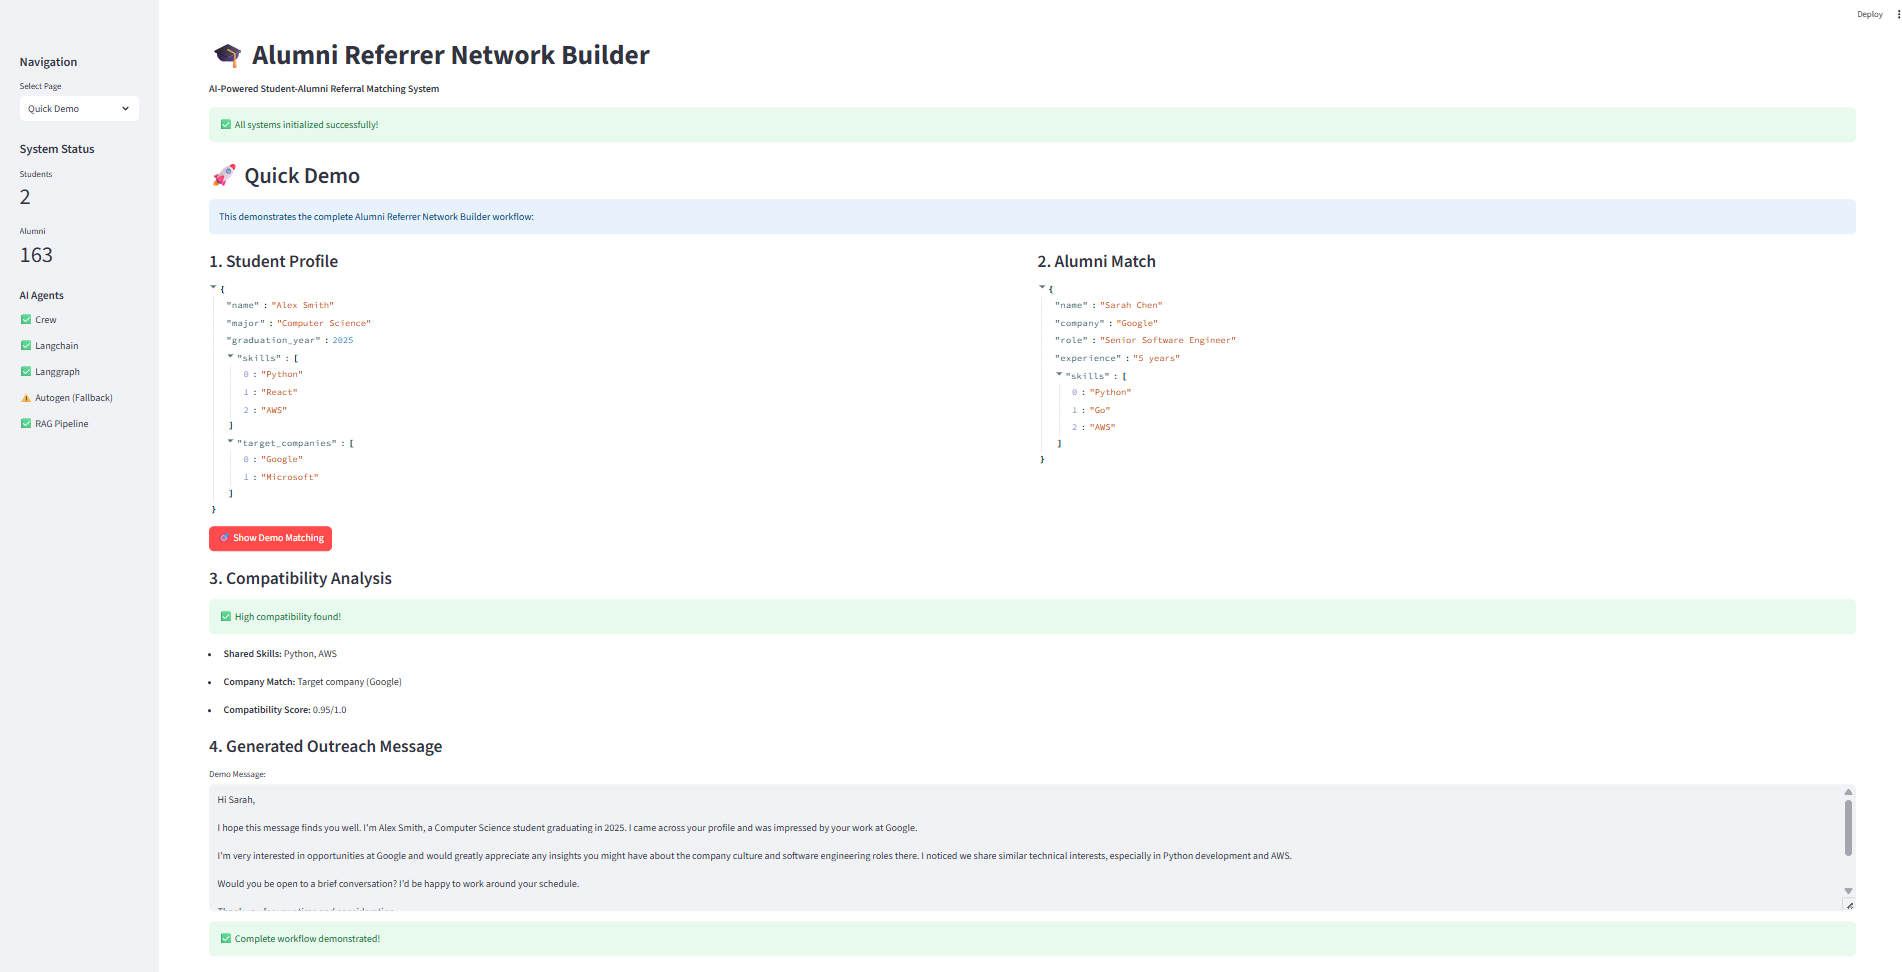 Deploy
Navigation
Select Page
Quick Demo
System Status
Students
2
Alumni
163
AI Agents
Crew
Langchain
Langgraph
Autogen (Fallback)
RAG Pipeline
Alumni Referrer Network Builder
AI-Powered Student-Alumni Referral Matching System
All systems initialized successfully!
Quick Demo
This demonstrates the complete Alumni Referrer Network Builder workflow:
1. Student Profile
{
"name" : "Alex Smith"
"major" : "Computer Science"
"graduation_year" : 2025
"skills" : [
0 : "Python"
1 : "React"
2 : "AWS"
]
"target_companies" : [
0 : "Google"
1 : "Microsoft"
]
}
2. Alumni Match
{
"name" : "Sarah Chen"
"company" : "Google"
"role" : "Senior Software Engineer"
"experience" : "5 years"
"skills" : [
0 : "Python"
1 : "Go"
2 : "AWS"
]
}
Show Demo Matching
3. Compatibility Analysis
High compatibility found!
• Shared Skills: Python, AWS
• Company Match: Target company (Google)
• Compatibility Score: 0.95/1.0
4. Generated Outreach Message
Demo Message:
Hi Sarah,
I hope this message finds you well. I'm Alex Smith, a Computer Science student graduating in 2025. I came across your profile and was impressed by your work at Google.
I'm very interested in opportunities at Google and would greatly appreciate any insights you might have about the company culture and software engineering roles there. I noticed we share similar technical interests, especially in Python development and AWS.
Would you be open to a brief conversation? I'd be happy to work around your schedule.
Complete workflow demonstrated!